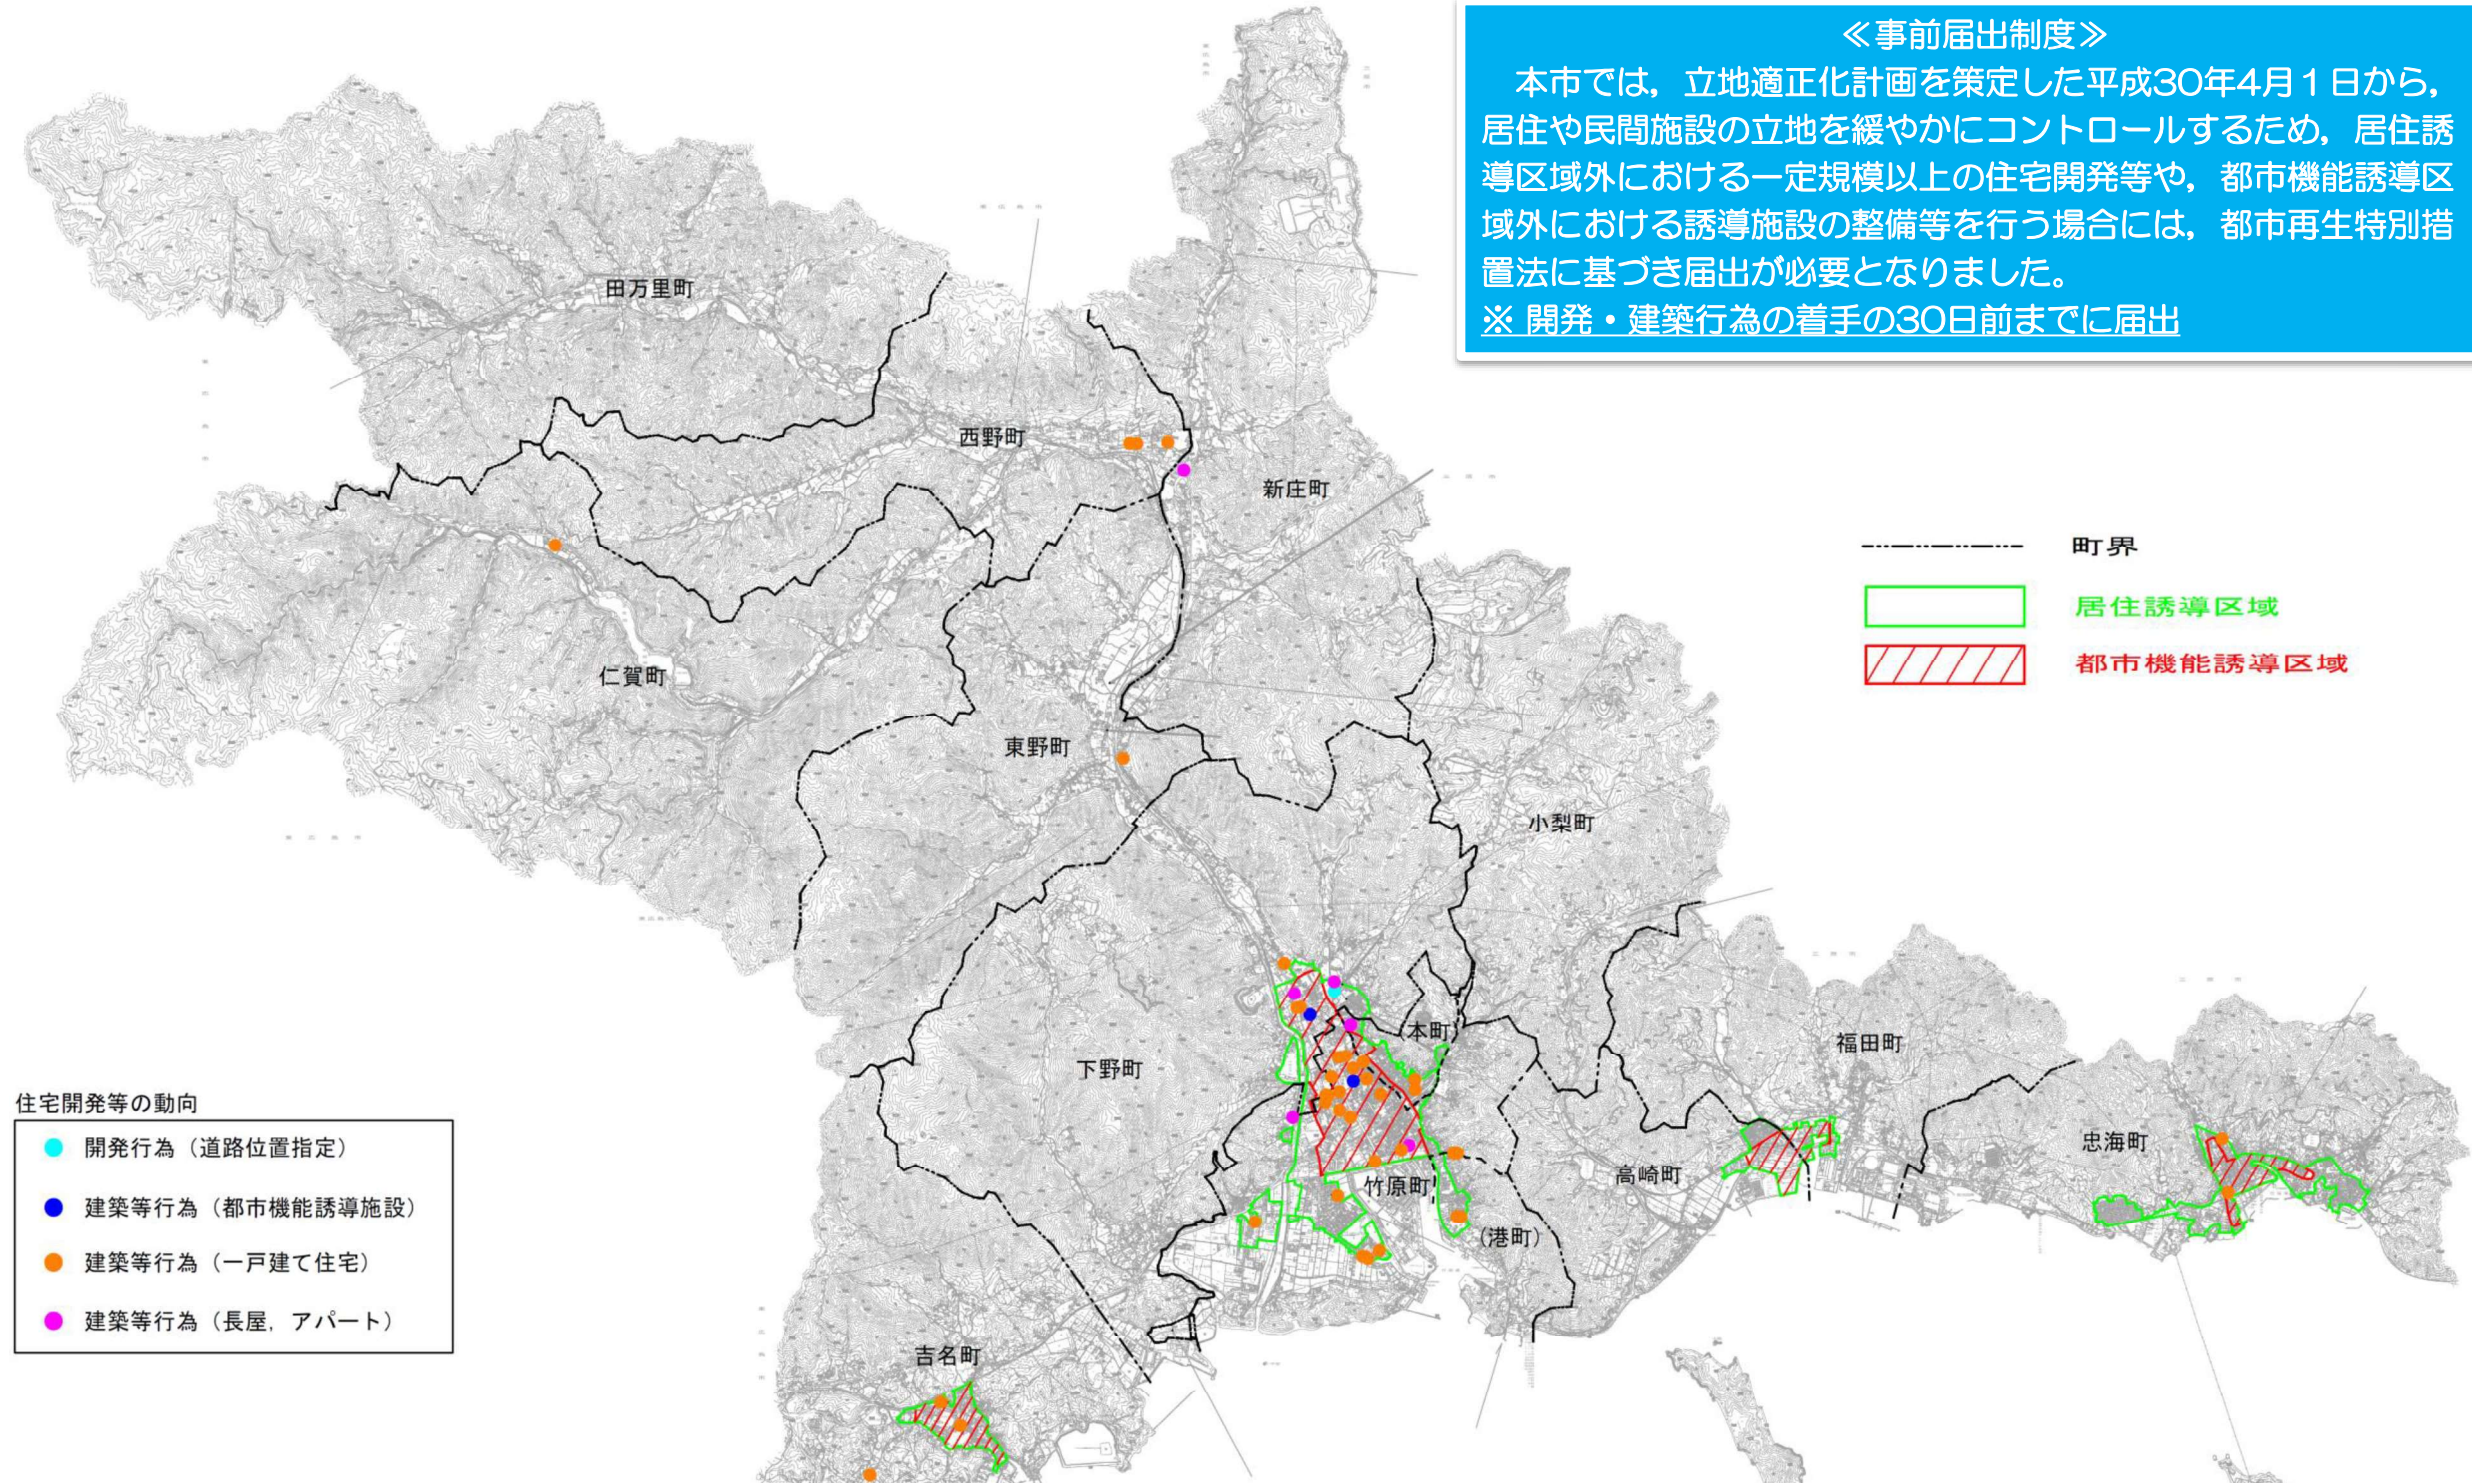 ≪事前届出制度≫
本市では，立地適正化計画を策定した平成30年4月１日から，
居住や民間施設の立地を緩やかにコントロールするため，居住誘
導区域外における一定規模以上の住宅開発等や，都市機能誘導区
域外における誘導施設の整備等を行う場合には，都市再生特別措
置法に基づき届出が必要となりました。
※ 開発・建築行為の着手の30日前までに届出
田万里町
西野町
新庄町
町界
居住誘導区域
都市機能誘導区域
仁賀町
東野町
小梨町
(本町)
福田町
下野町
忠海町
高崎町
竹原町
(港町)
吉名町
住宅開発等の動向
開発行為（道路位置指定）
建築等行為（都市機能誘導施設）
建築等行為（一戸建て住宅）
建築等行為（長屋，アパート）